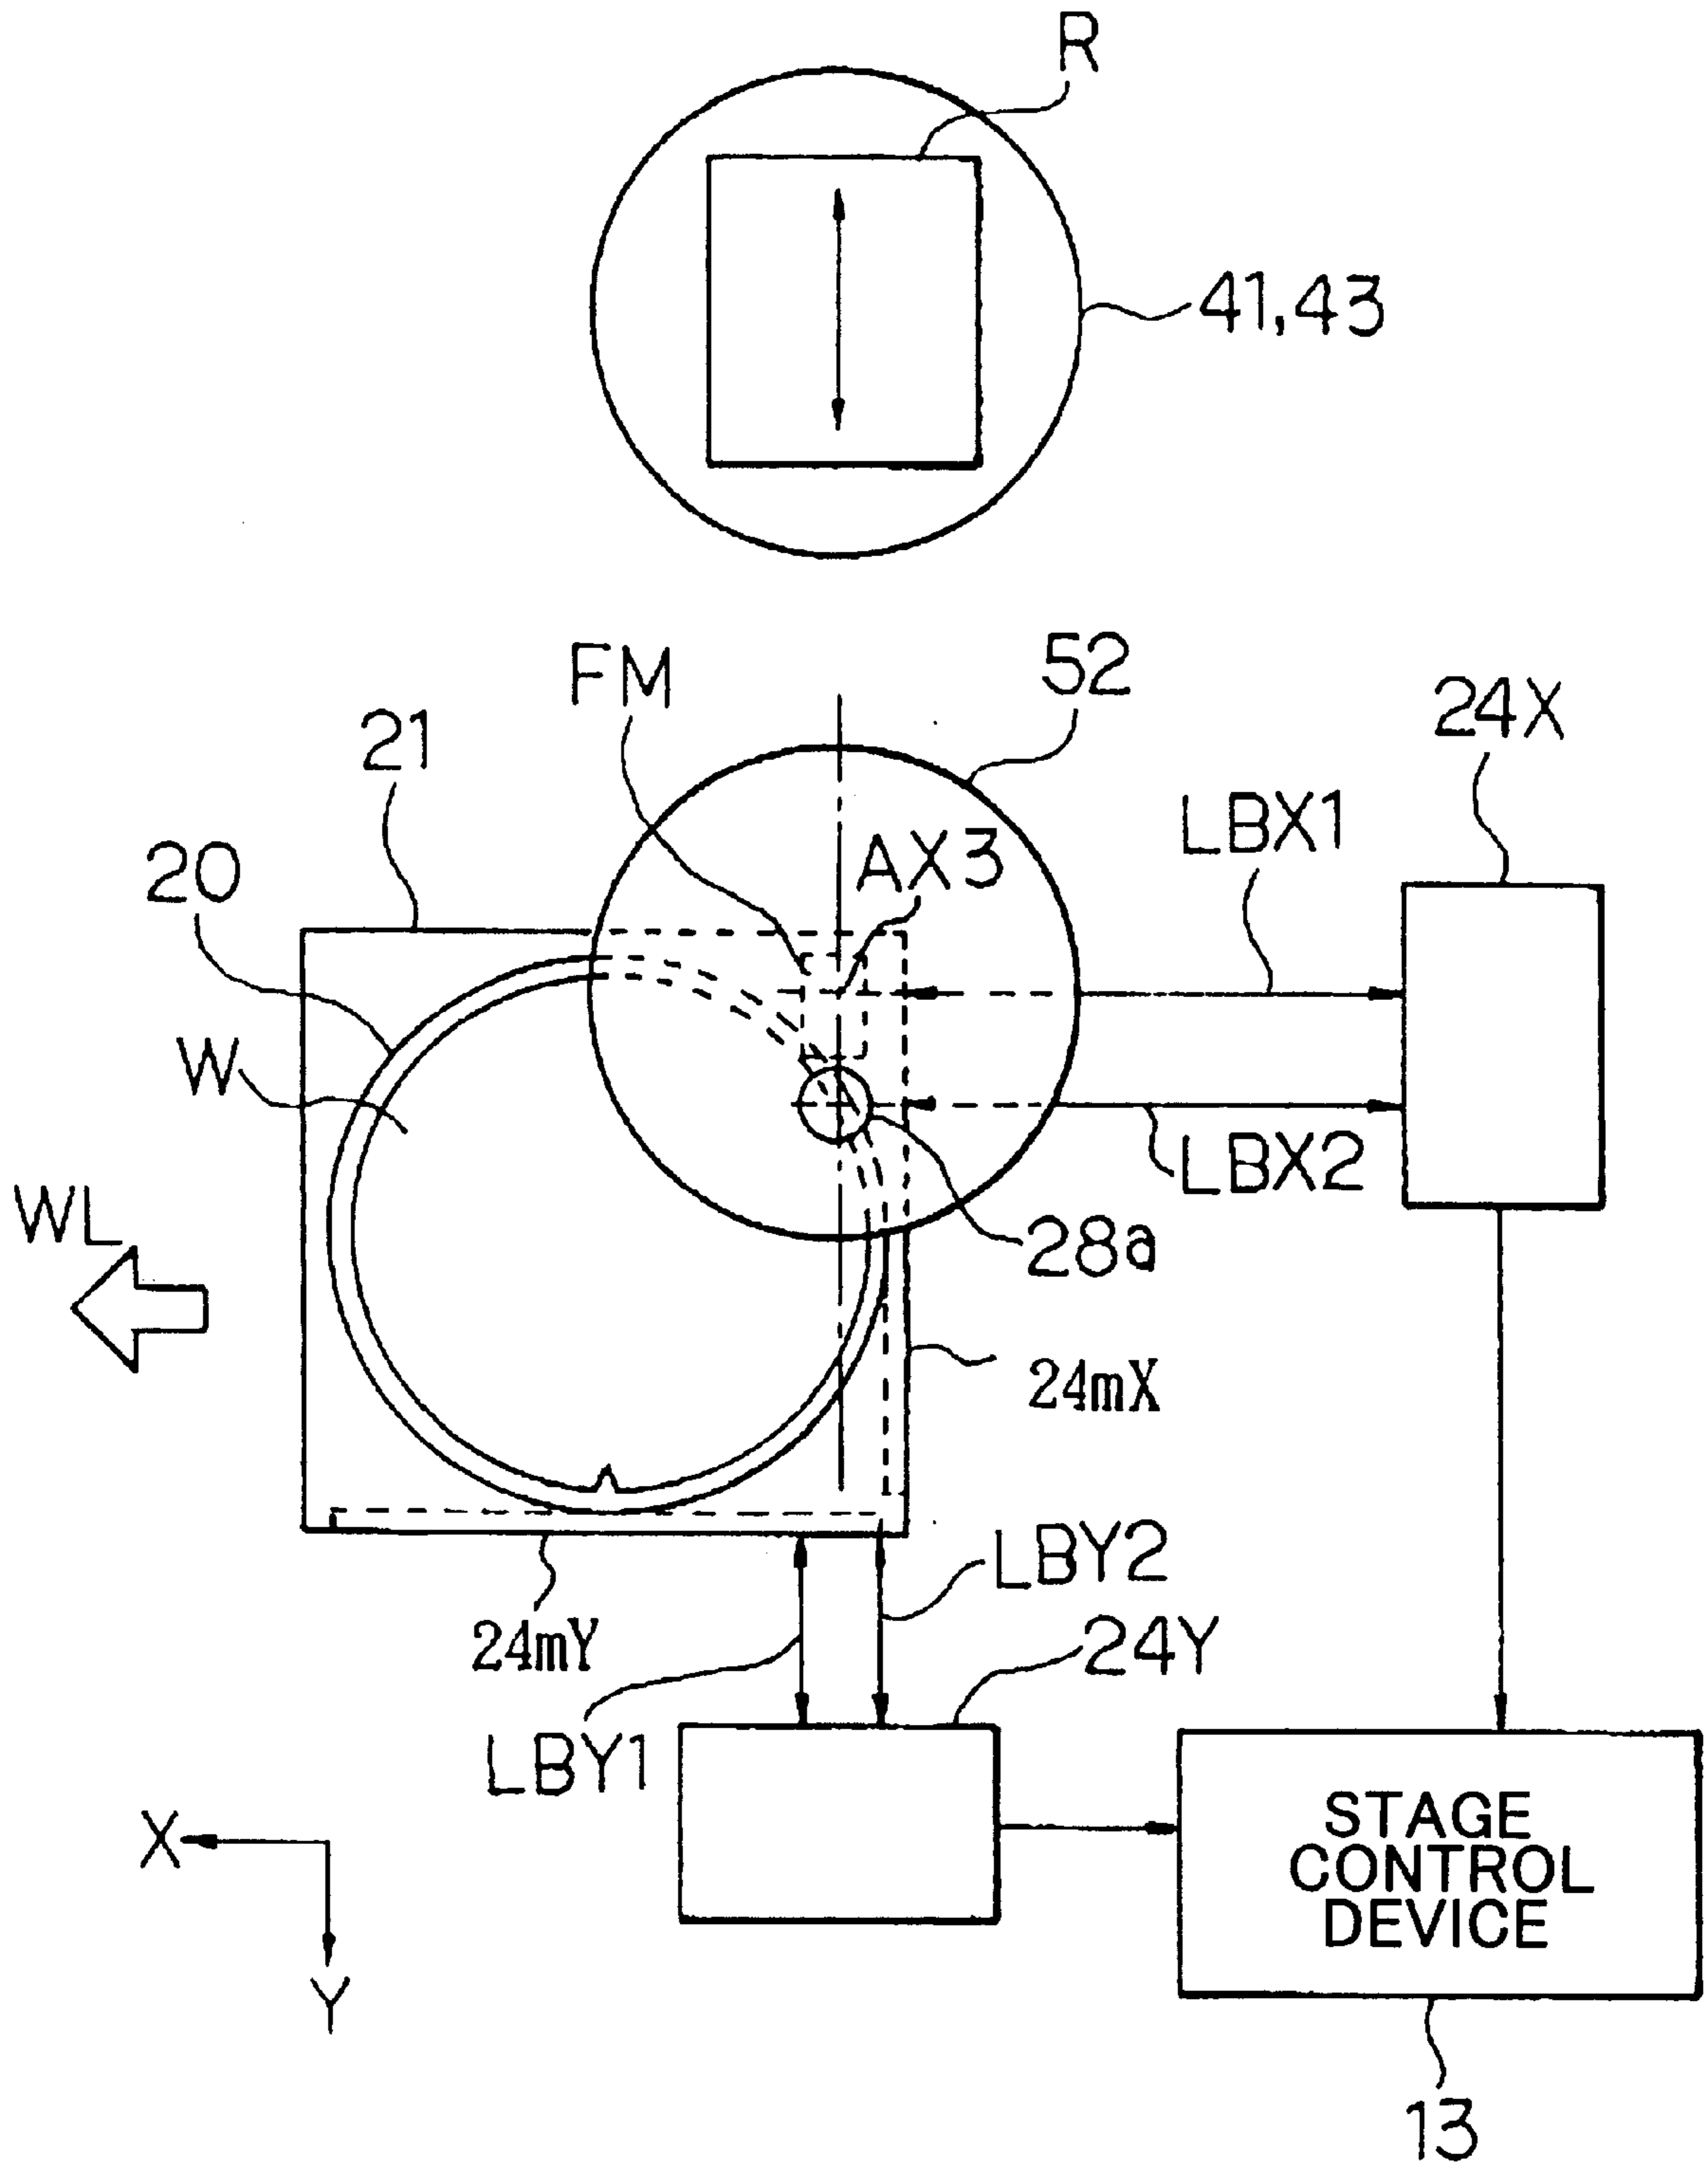 R
41,43
FM
52
21
24X
LBX1
AX3
20
W
LBX2
WL
28a
24mX
LBY2
24mY
24Y
LBY1
X
STAGE
CONTROL
DEVICE
Y
13